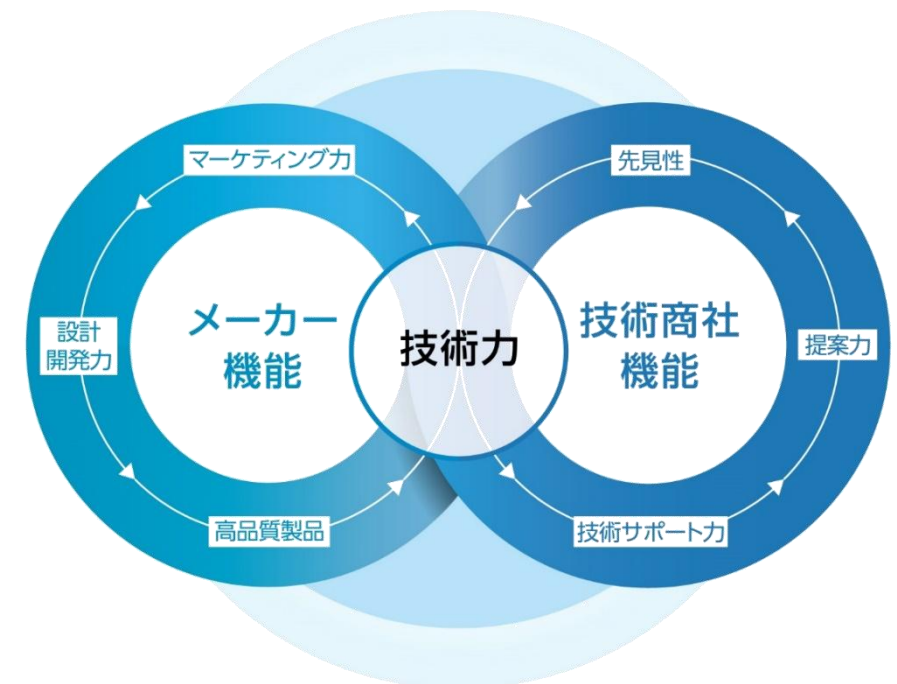 マーケティング力
先見性
メーカー
機能
技術力
技術商社
機能
設計
開発力
提案力
高品質製品
技術サポート力